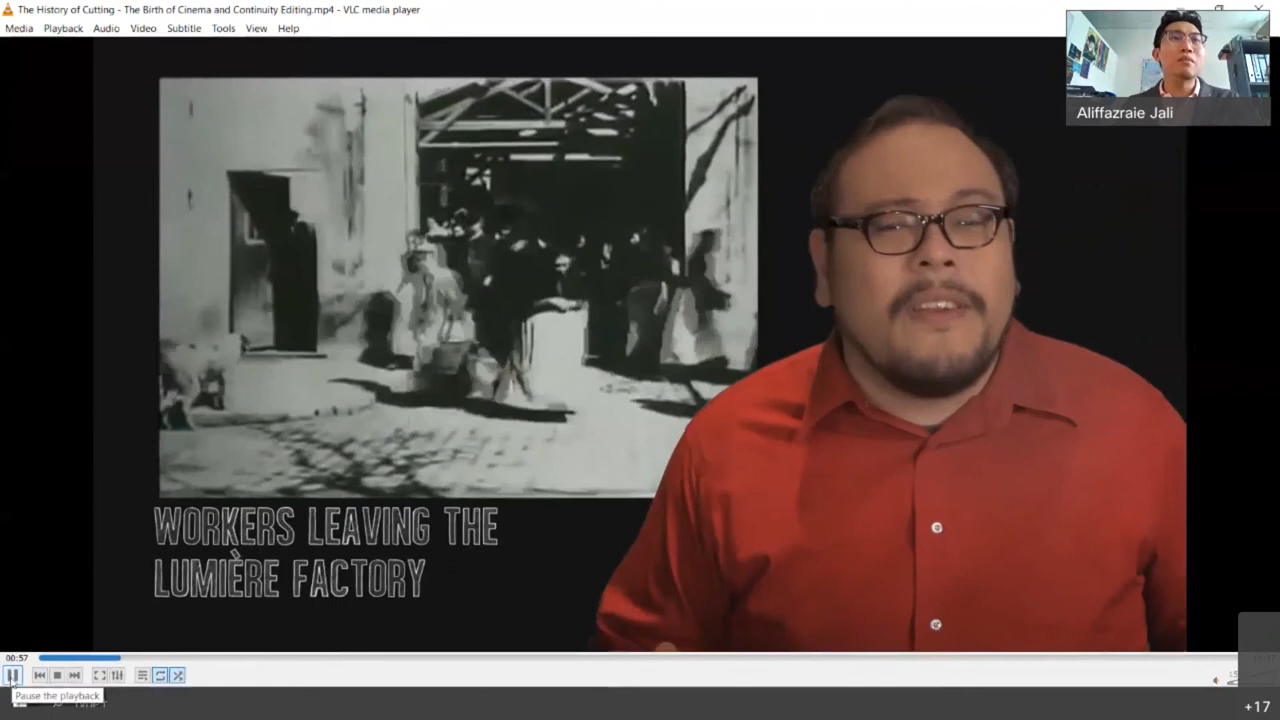 The History of Cutting - The Birth of Cinema and Continuity Editing.mp4 - VLC media player
Media Playback Audio Video Subtitle Tools View Help
Aliffazraie Jali
WORKERS LEAVING THE
LUMIÈRE FACTORY
00:57
Pause the playback
+17